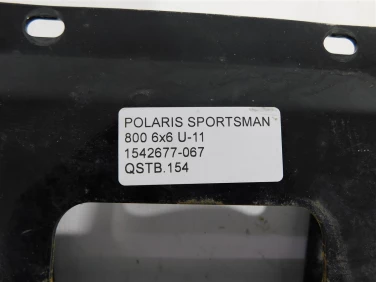 POLARIS SPORTSMAN
800 6x6 U-11
1542677-067
QSTB.154